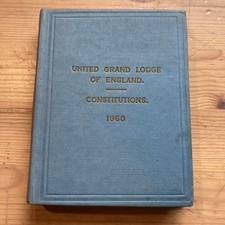 UNITED GRAND LODGE
OF ENGLAND.
CONSTITUTIONS.
1960